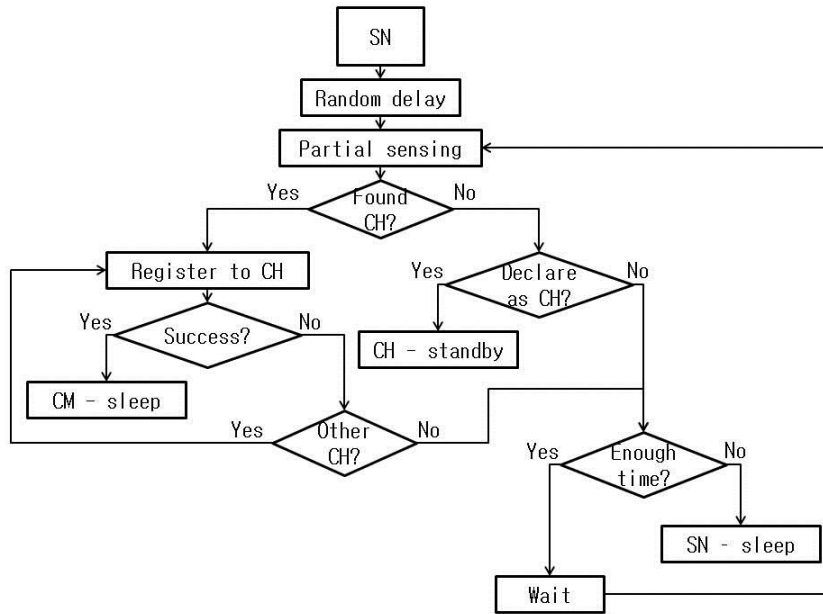 SN
Random delay
Partial sensing
Yes
Found
CH?
No
Register to CH
Yes
Declare
as CH?
No
Yes
Success?
No
CH - standby
CM - sleep
Yes
Other
CH?
No
Yes
Enough
time?
No
SN - sleep
Wait